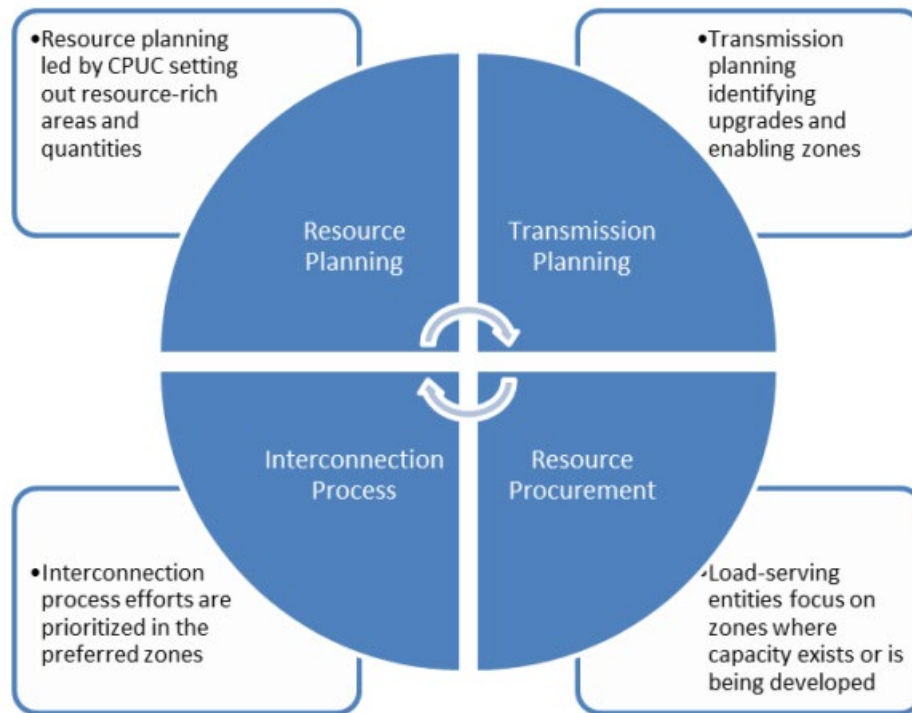 •Resource planning
led by CPUC setting
out resource-rich
areas and
quantities
•Transmission
planning
identifying
upgrades and
enabling zones
Resource
Planning
Transmission
Planning
Interconnection
Process
Resource
Procurement
•Interconnection
process efforts are
prioritized in the
preferred zones
•Load-serving
entities focus on
zones where
capacity exists or is
being developed